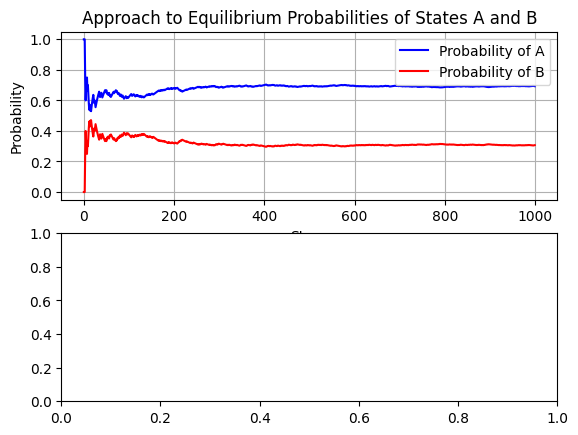 Approach to Equilibrium Probabilities of States A and B
1.0
0.8
0.6
0.4
0.2
0.0
Probability
Probability of A
Probability of B
0 200 400 600 800 1000
1.0
0.8
0.6
0.4
0.2
0.0
0.0 0.2 0.4 0.6 0.8 1.0